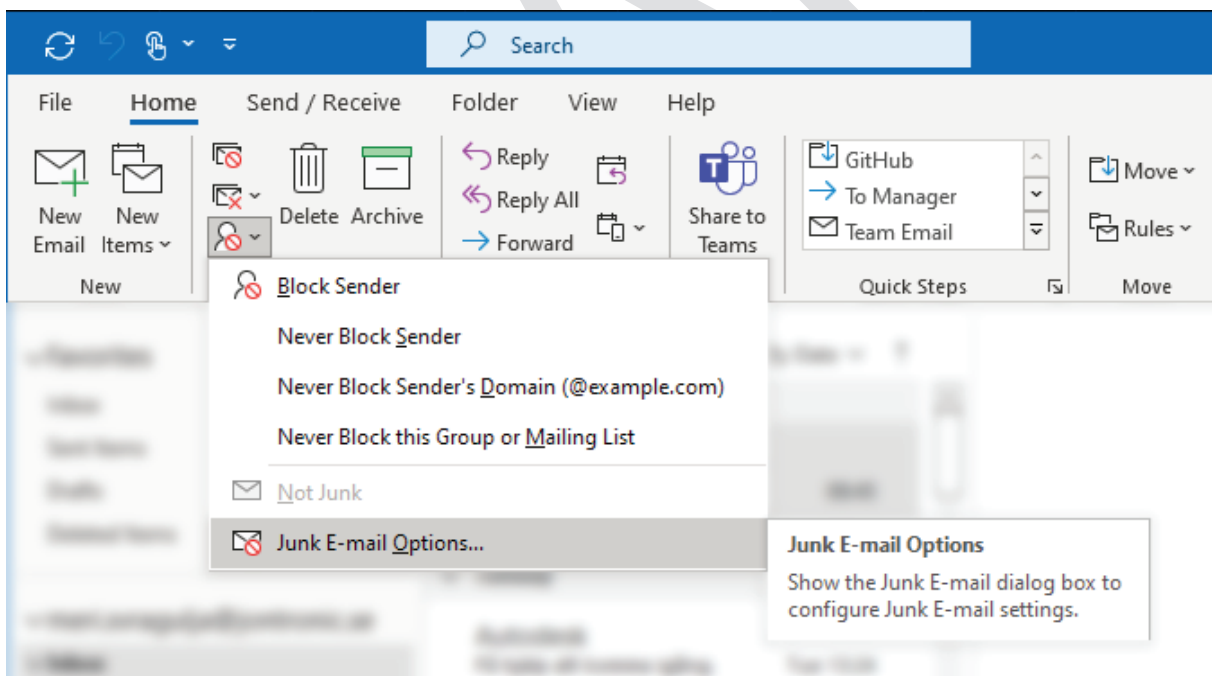 Search
File Home Send / Receive Folder View Help
New Email
New Items
Delete
Archive
Reply
Reply All
Forward
Share to Teams
GitHub
To Manager
Team Email
Move
Rules
New
Quick Steps
Move
Block Sender
Never Block Sender
Never Block Sender's Domain (@example.com)
Never Block this Group or Mailing List
Not Junk
Junk E-mail Options...
Junk E-mail Options
Show the Junk E-mail dialog box to
configure Junk E-mail settings.